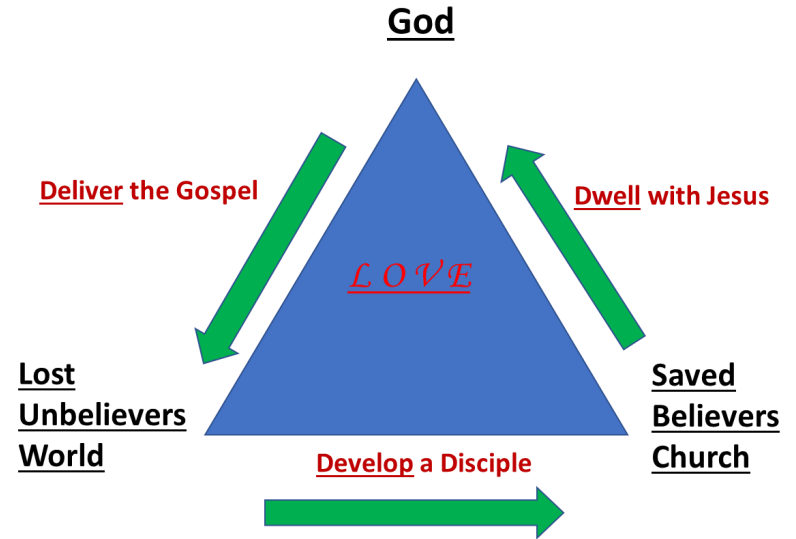 God
Deliver the Gospel
Dwell with Jesus
L O V E
Lost
Unbelievers
World
Saved
Believers
Church
Develop a Disciple